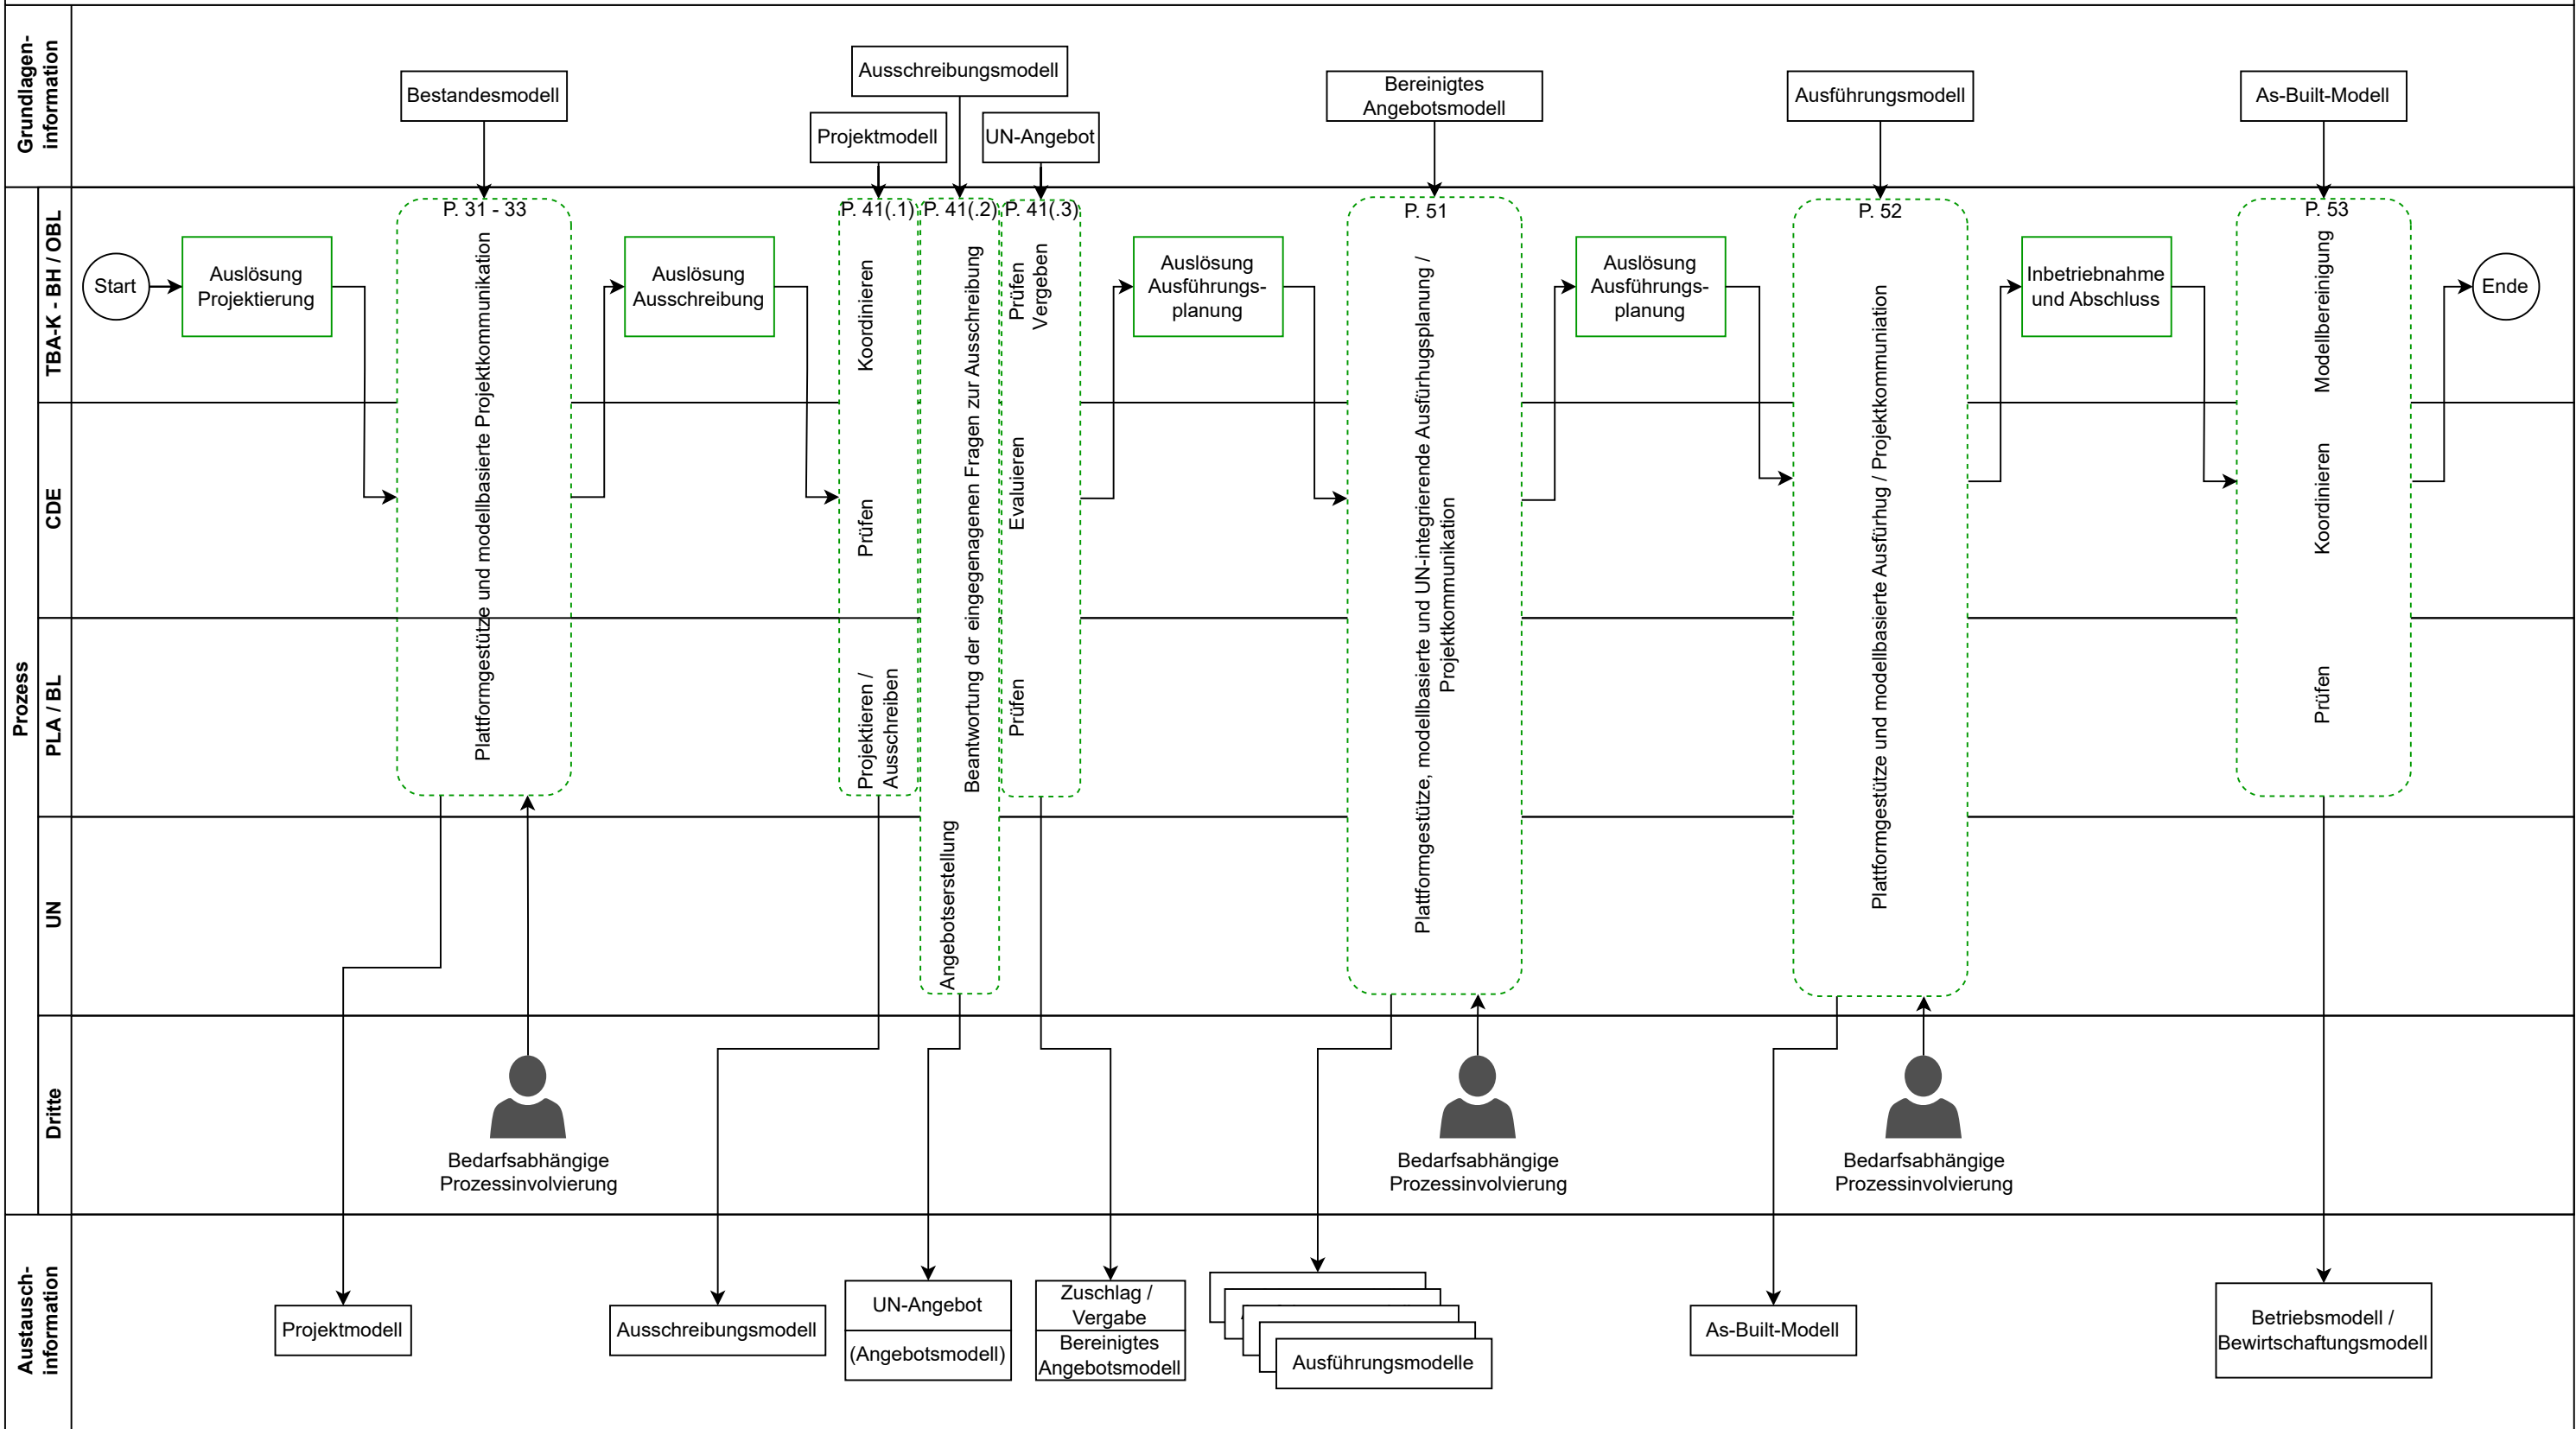 Grundlagen-
information
Bestandesmodell
Ausschreibungsmodell
Projektmodell
UN-Angebot
Bereinigtes
Angebotsmodell
Ausführungsmodell
As-Built-Modell
Prozess
TBA-K - BH / OBL
CDE
PLA / BL
UN
Dritte
Start
Auslösung
Projektierung
P. 31 - 33
Plattformgestütze und modellbasierte Projektkommunikation
Auslösung
Ausschreibung
P. 41(.1)
Koordinieren
Prüfen
Projektieren /
Ausschreiben
P. 41(.2)
Beantwortung der eingegenagenen Fragen zur Ausschreibung
Angebotserstellung
P. 41(.3)
Prüfen
Vergeben
Evaluieren
Prüfen
Auslösung
Ausführungs-
planung
P. 51
Plattformgestütze, modellbasierte und UN-integrierende Ausfürhugsplanung /
Projektkommunikation
Auslösung
Ausführungs-
planung
P. 52
Plattformgestütze und modellbasierte Ausfürhug / Projektkommuniation
Inbetriebnahme
und Abschluss
P. 53
Modellbereinigung
Koordinieren
Prüfen
Ende
Bedarfsabhängige
Prozessinvolvierung
Bedarfsabhängige
Prozessinvolvierung
Bedarfsabhängige
Prozessinvolvierung
Austausch-
information
Projektmodell
Ausschreibungsmodell
UN-Angebot
(Angebotsmodell)
Zuschlag /
Vergabe
Bereinigtes
Angebotsmodell
Ausführungsmodelle
As-Built-Modell
Betriebsmodell /
Bewirtschaftungsmodell